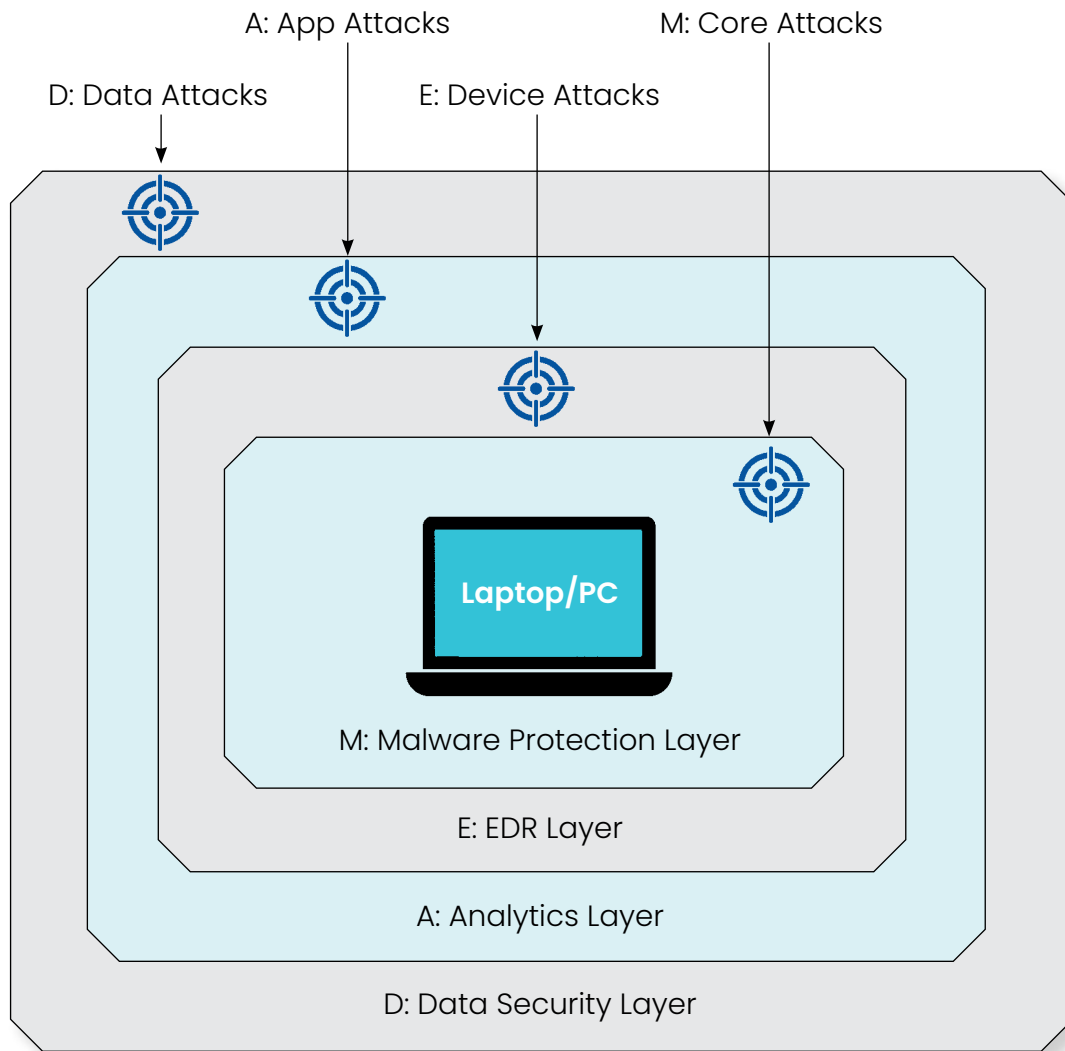 A: App Attacks
M: Core Attacks
D: Data Attacks
E: Device Attacks
Laptop/PC
M: Malware Protection Layer
E: EDR Layer
A: Analytics Layer
D: Data Security Layer